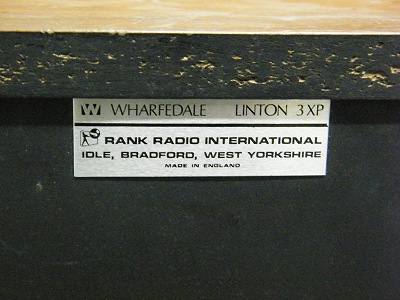 W WHARFEDALE LINTON 3XP
RANK RADIO INTERNATIONAL
IDLE, BRADFORD, WEST YORKSHIRE
MADE IN ENGLAND